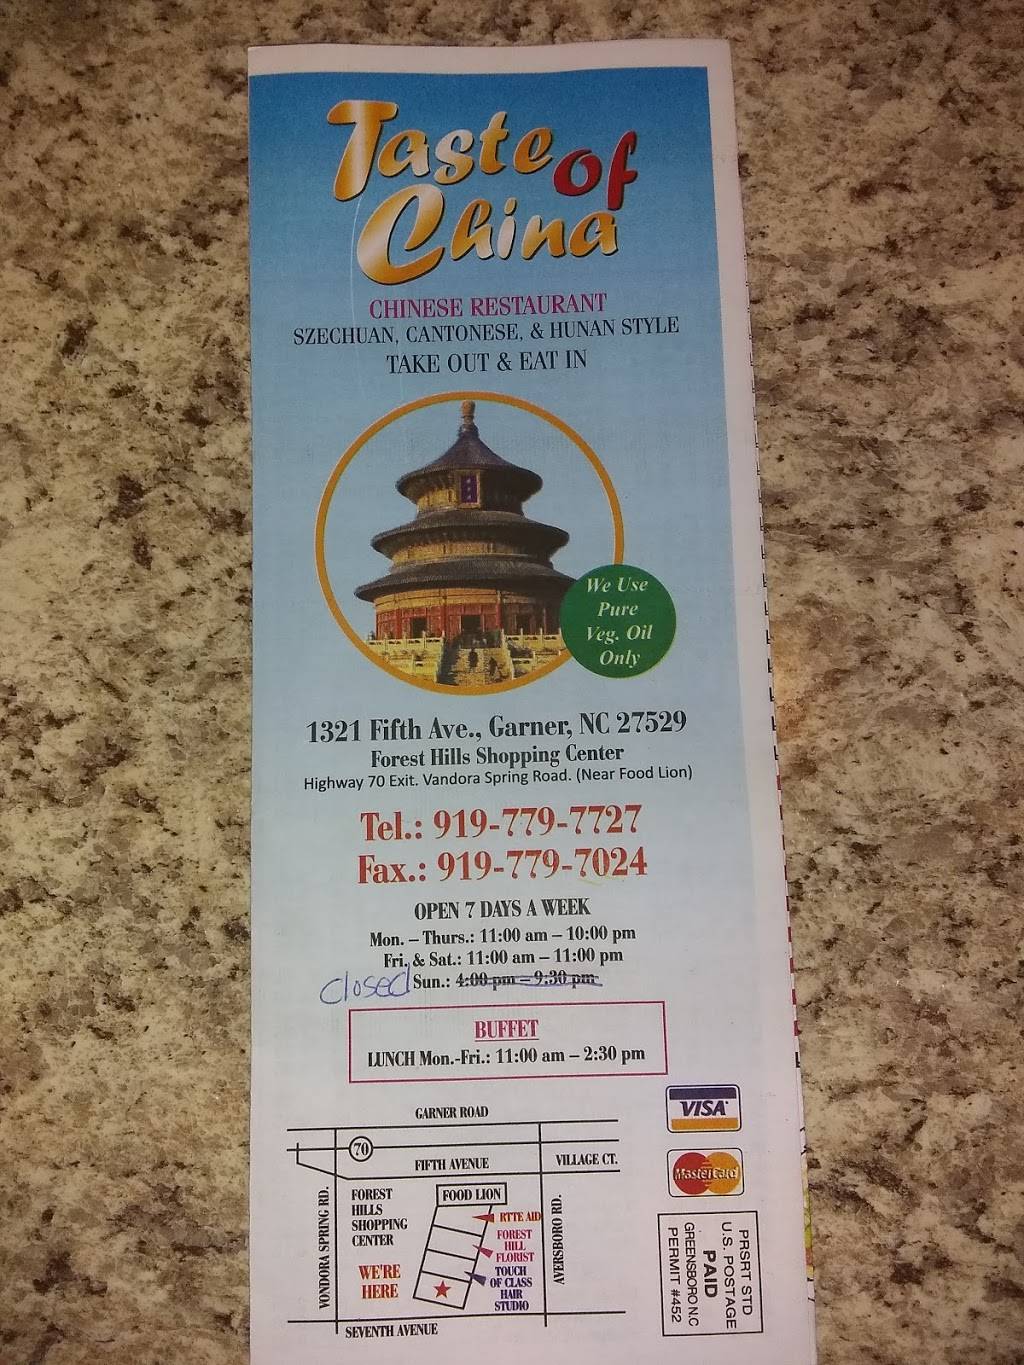 Taste of
China
CHINESE RESTAURANT
SZECHUAN, CANTONESE, & HUNAN STYLE
TAKE OUT & EAT IN
We Use
Pure
Veg. Oil
Only
1321 Fifth Ave., Garner, NC 27529
Forest Hills Shopping Center
Highway 70 Exit. Vandora Spring Road. (Near Food Lion)
Tel.: 919-779-7727
Fax.: 919-779-7024
OPEN 7 DAYS A WEEK
Mon. – Thurs.: 11:00 am – 10:00 pm
Fri. & Sat.: 11:00 am – 11:00 pm
closed Sun.: 4:00 pm – 9:30 pm
BUFFET
LUNCH Mon.-Fri.: 11:00 am – 2:30 pm
GARNER ROAD
70
FIFTH AVENUE
VILLAGE CT.
VONDORA SPRING RD.
FOREST
HILLS
SHOPPING
CENTER
WE'RE
HERE
FOOD LION
RTTE AID
FOREST
HILL
FLORIST
TOUCH
OF CLASS
HAIR
STUDIO
AVERSBORO RD.
SEVENTH AVENUE
VISA
MasterCard
PRSRT STD
U.S. POSTAGE
PAID
GREENSBORO N.C
PERMIT #452